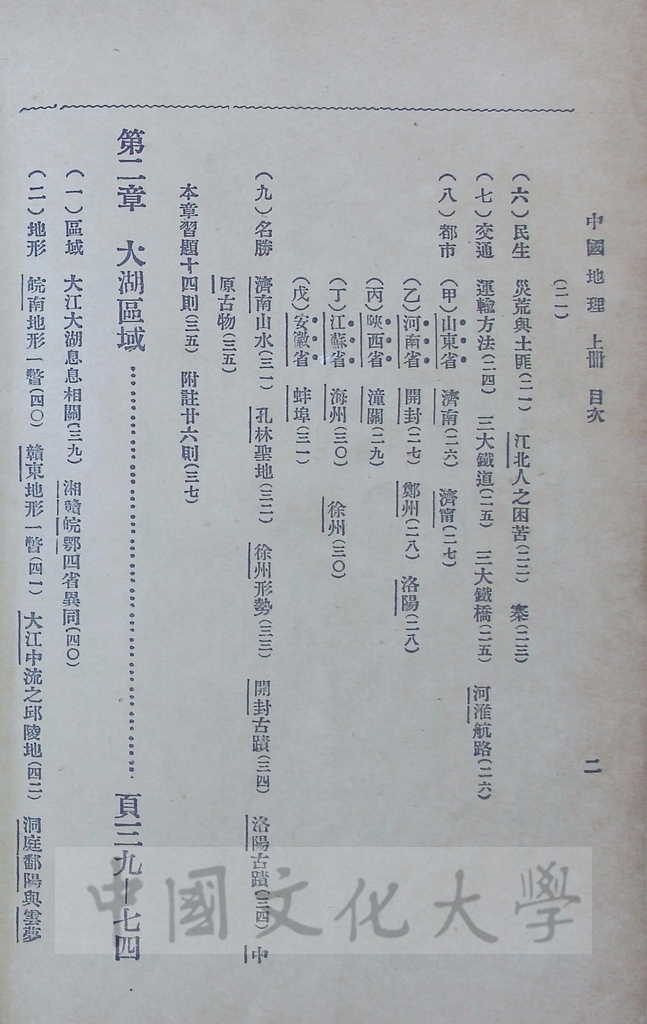 中國地理 上冊 目次 二
(二一)
(六)民生 災荒與土匪(二一) 江北人之困苦(二二) 寨(二三)
(七)交通 運輸方法(二四) 三大鐵道(二五) 三大鐵橋(二五) 河淮航路(二六)
(八)都市 (甲)山東省 濟南(二六) 濟甯(二七)
(乙)河南省 開封(二七) 鄭州(二八) 洛陽(二八)
(丙)陜西省 潼關(二九)
(丁)江蘇省 海州(三〇) 徐州(三〇)
(戊)安徽省 蚌埠(三一)
(九)名勝 濟南山水(三一) 孔林聖地(三二) 徐州形勢(三三) 開封古蹟(三四) 洛陽古蹟(三四) 中
原古物(三五)
本章習題十四則(三五) 附註廿六則(三七)
第二章 大湖區域 頁三九—七四
(一)區域 大江大湖息息相關(三九) 湘贛皖鄂四省異同(四〇)
(二)地形 皖南地形一瞥(四〇) 贛東地形一瞥(四一) 大江中流之邱陵地(四二) 洞庭鄱陽與雲夢
中國文化大學